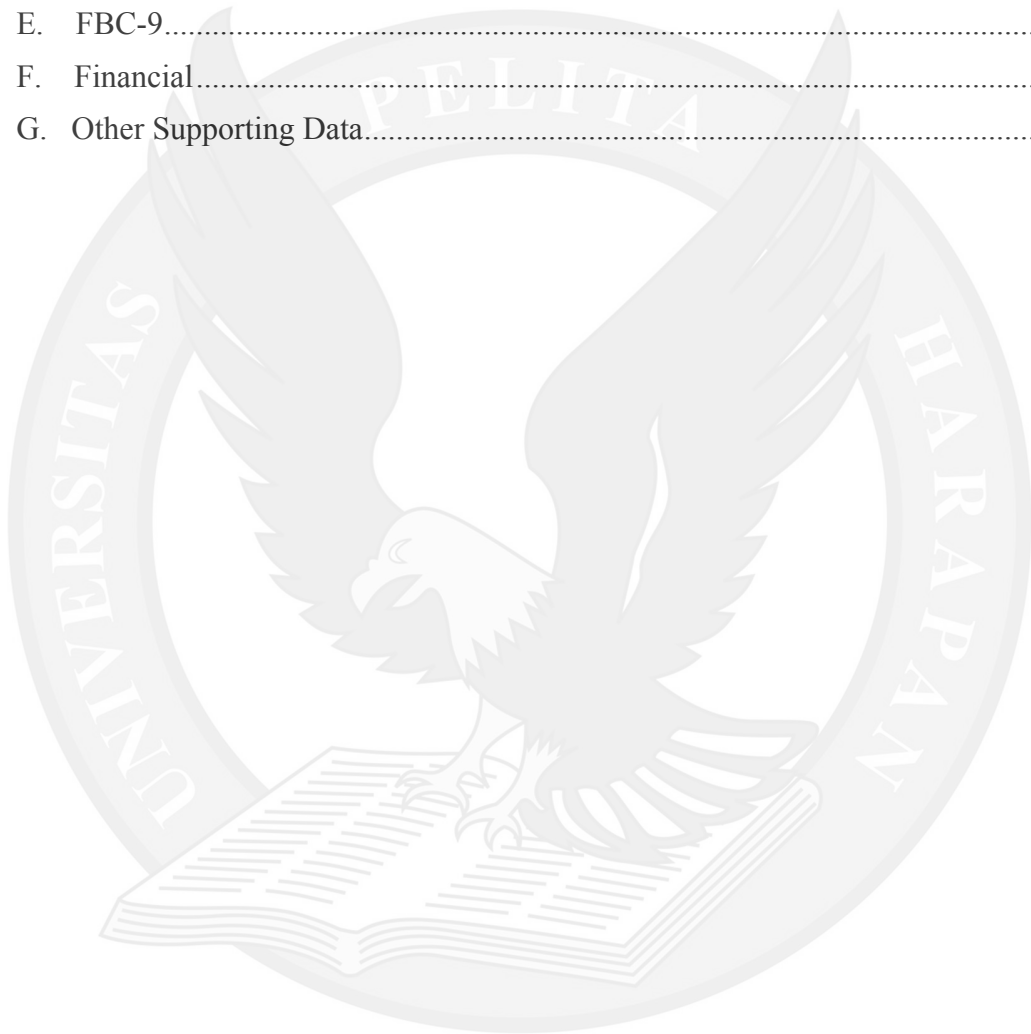 E. FBC-9........................................................................................................
F. Financial....................................................................................................
G. Other Supporting Data...............................................................................
UNIVERSITAS PELITA HARAPAN